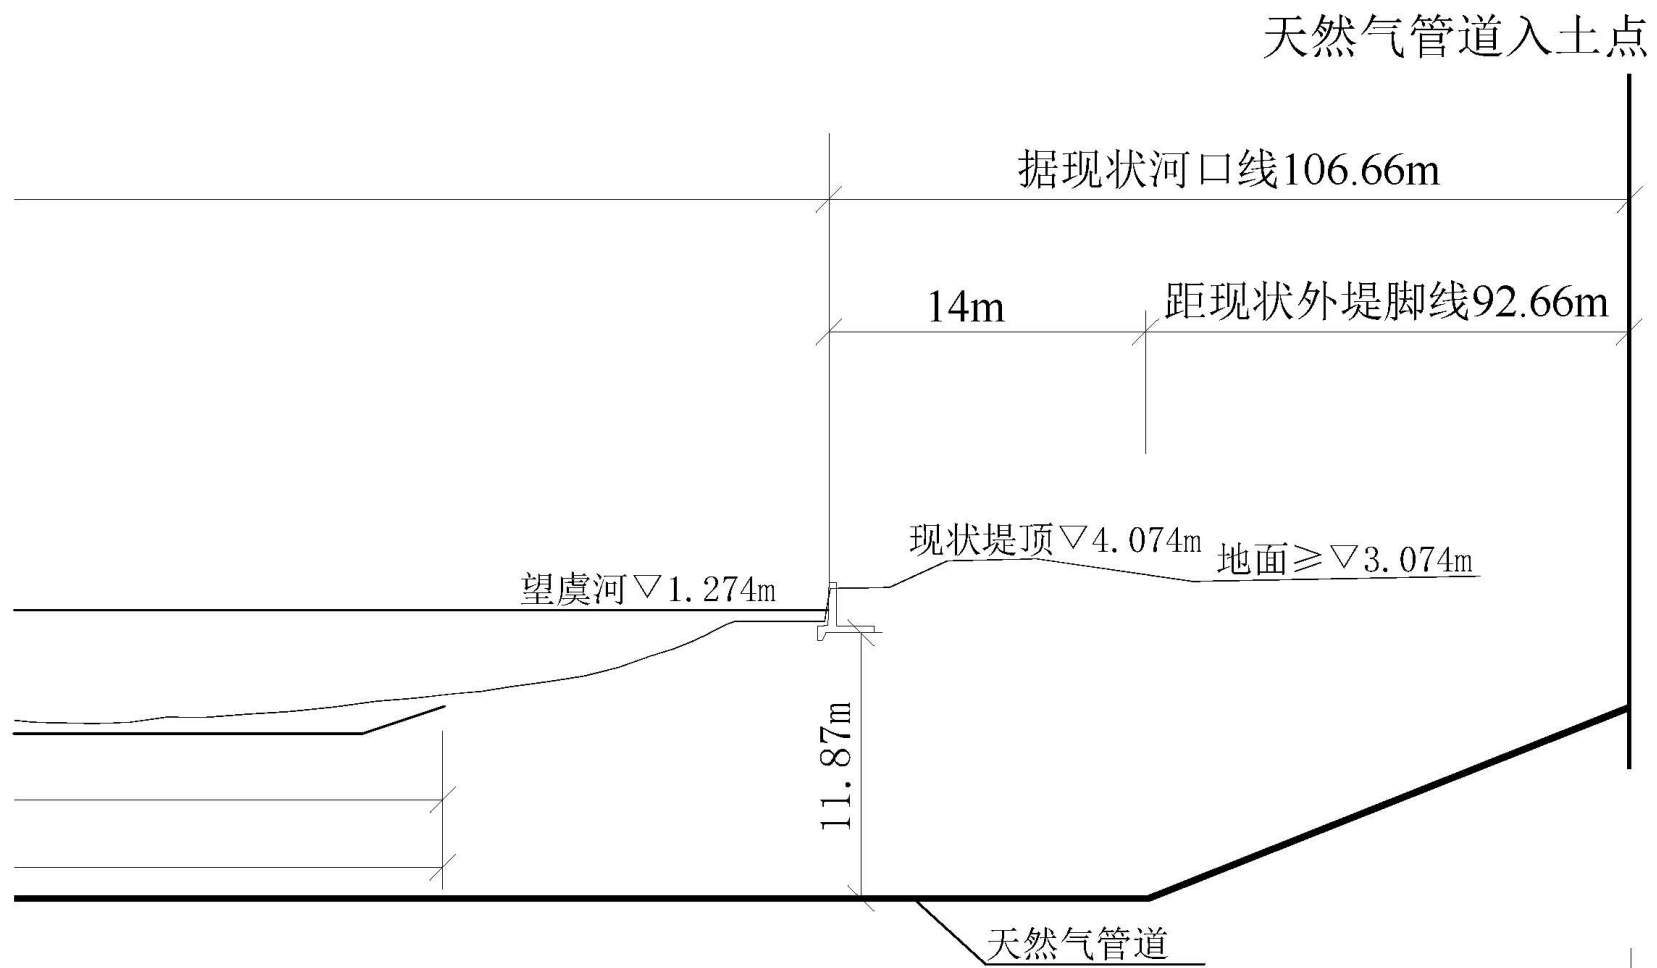 天然气管道入土点
据现状河口线106.66m
14m
距现状外堤脚线92.66m
现状堤顶▽4.074m
地面≥▽3.074m
望虞河▽1.274m
11.87m
天然气管道